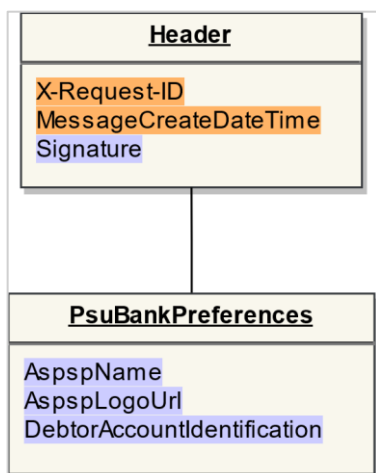 Header
X-Request-ID
MessageCreateDateTime
Signature
PsuBankPreferences
AspspName
AspspLogoUrl
DebtorAccountIdentification